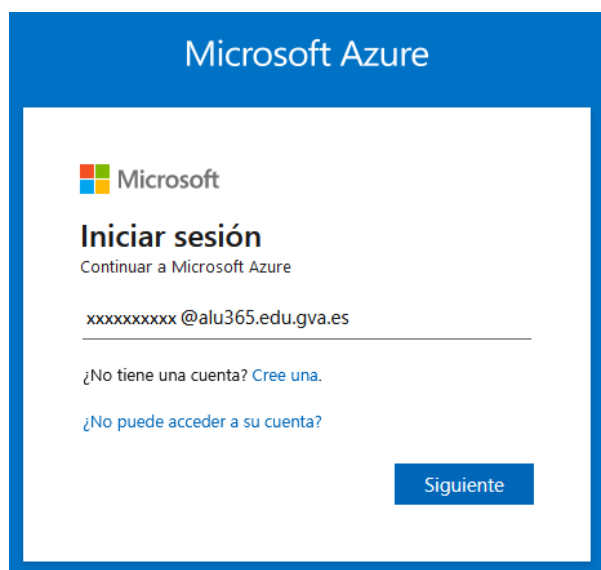 Microsoft Azure
Microsoft
Iniciar sesión
Continuar a Microsoft Azure
xxxxxxxxxx @alu365.edu.gva.es
¿No tiene una cuenta? Cree una.
¿No puede acceder a su cuenta?
Siguiente